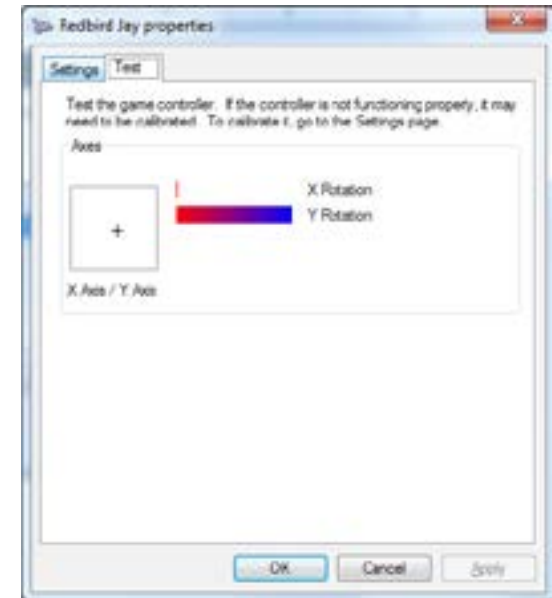 Redbird Jay properties
Settings Test
Test the game controller. If the controller is not functioning properly, it may
need to be calibrated. To calibrate it, go to the Settings page.
Axes
X Rotation
Y Rotation
X Axis / Y Axis
OK Cancel Apply